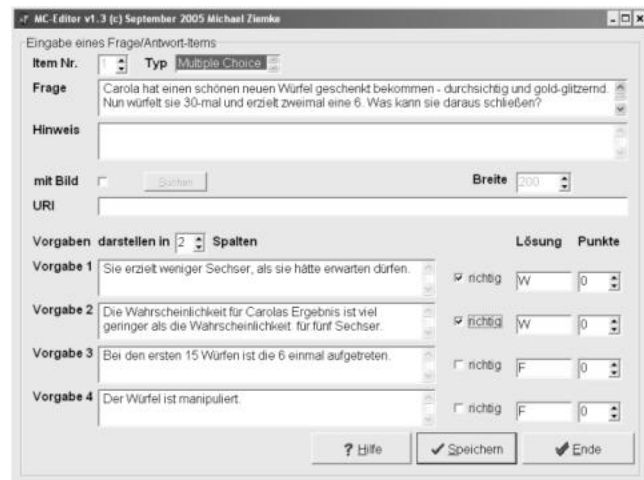 MC-Editor v1.3 (c) September 2005 Michael Ziemke
Eingabe eines Frage/Antwort-Items
Item Nr. 1 Typ Multiple Choice
Frage Carola hat einen schönen neuen Würfel geschenkt bekommen - durchsichtig und gold-glitzernd.
Nun würfelt sie 30-mal und erzielt zweimal eine 6. Was kann sie daraus schließen?
Hinweis
mit Bild Suchen Breite 200
URI
Vorgaben darstellen in 2 Spalten Lösung Punkte
Vorgabe 1 Sie erzielt weniger Sechser, als sie hätte erwarten dürfen. richtig W 0
Vorgabe 2 Die Wahrscheinlichkeit für Carolas Ergebnis ist viel
geringer als die Wahrscheinlichkeit für fünf Sechser. richtig W 0
Vorgabe 3 Bei den ersten 15 Würfen ist die 6 einmal aufgetreten. richtig F 0
Vorgabe 4 Der Würfel ist manipuliert. richtig F 0
? Hilfe Speichern Ende